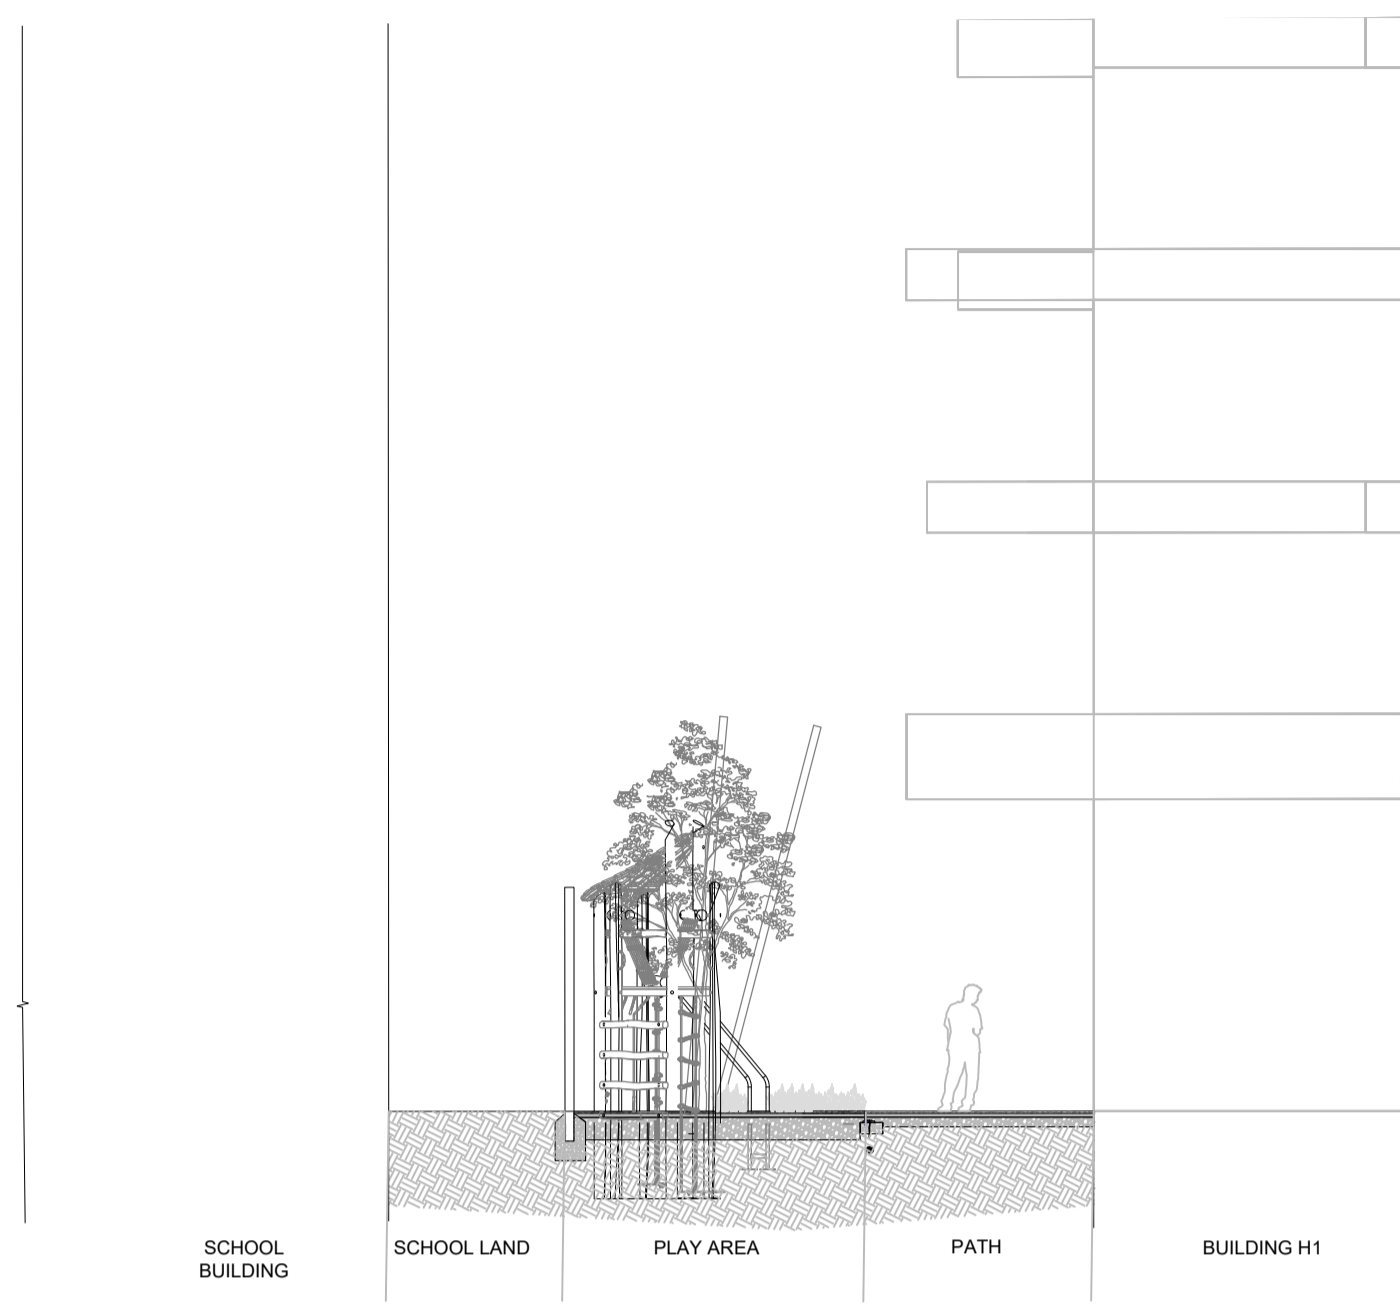 SCHOOL
BUILDING
SCHOOL LAND
PLAY AREA
PATH
BUILDING H1